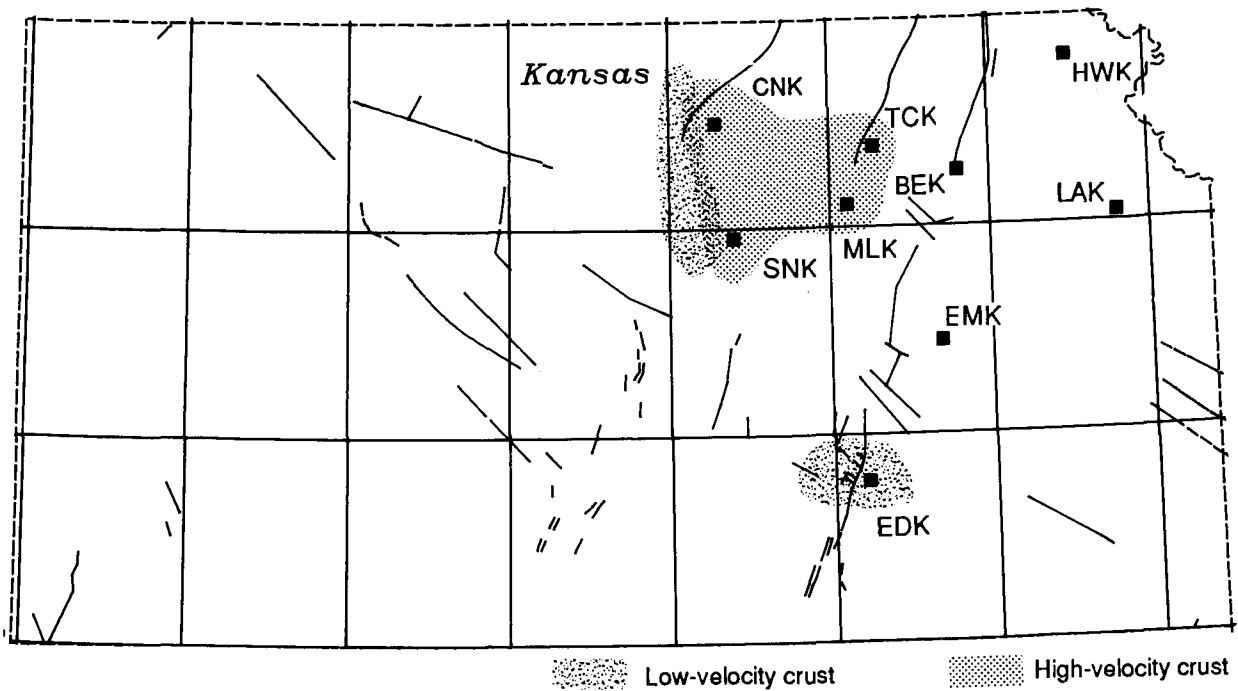 Kansas
CNK
HWK
TCK
BEK
LAK
SNK
MLK
EMK
EDK
Low-velocity crust
High-velocity crust